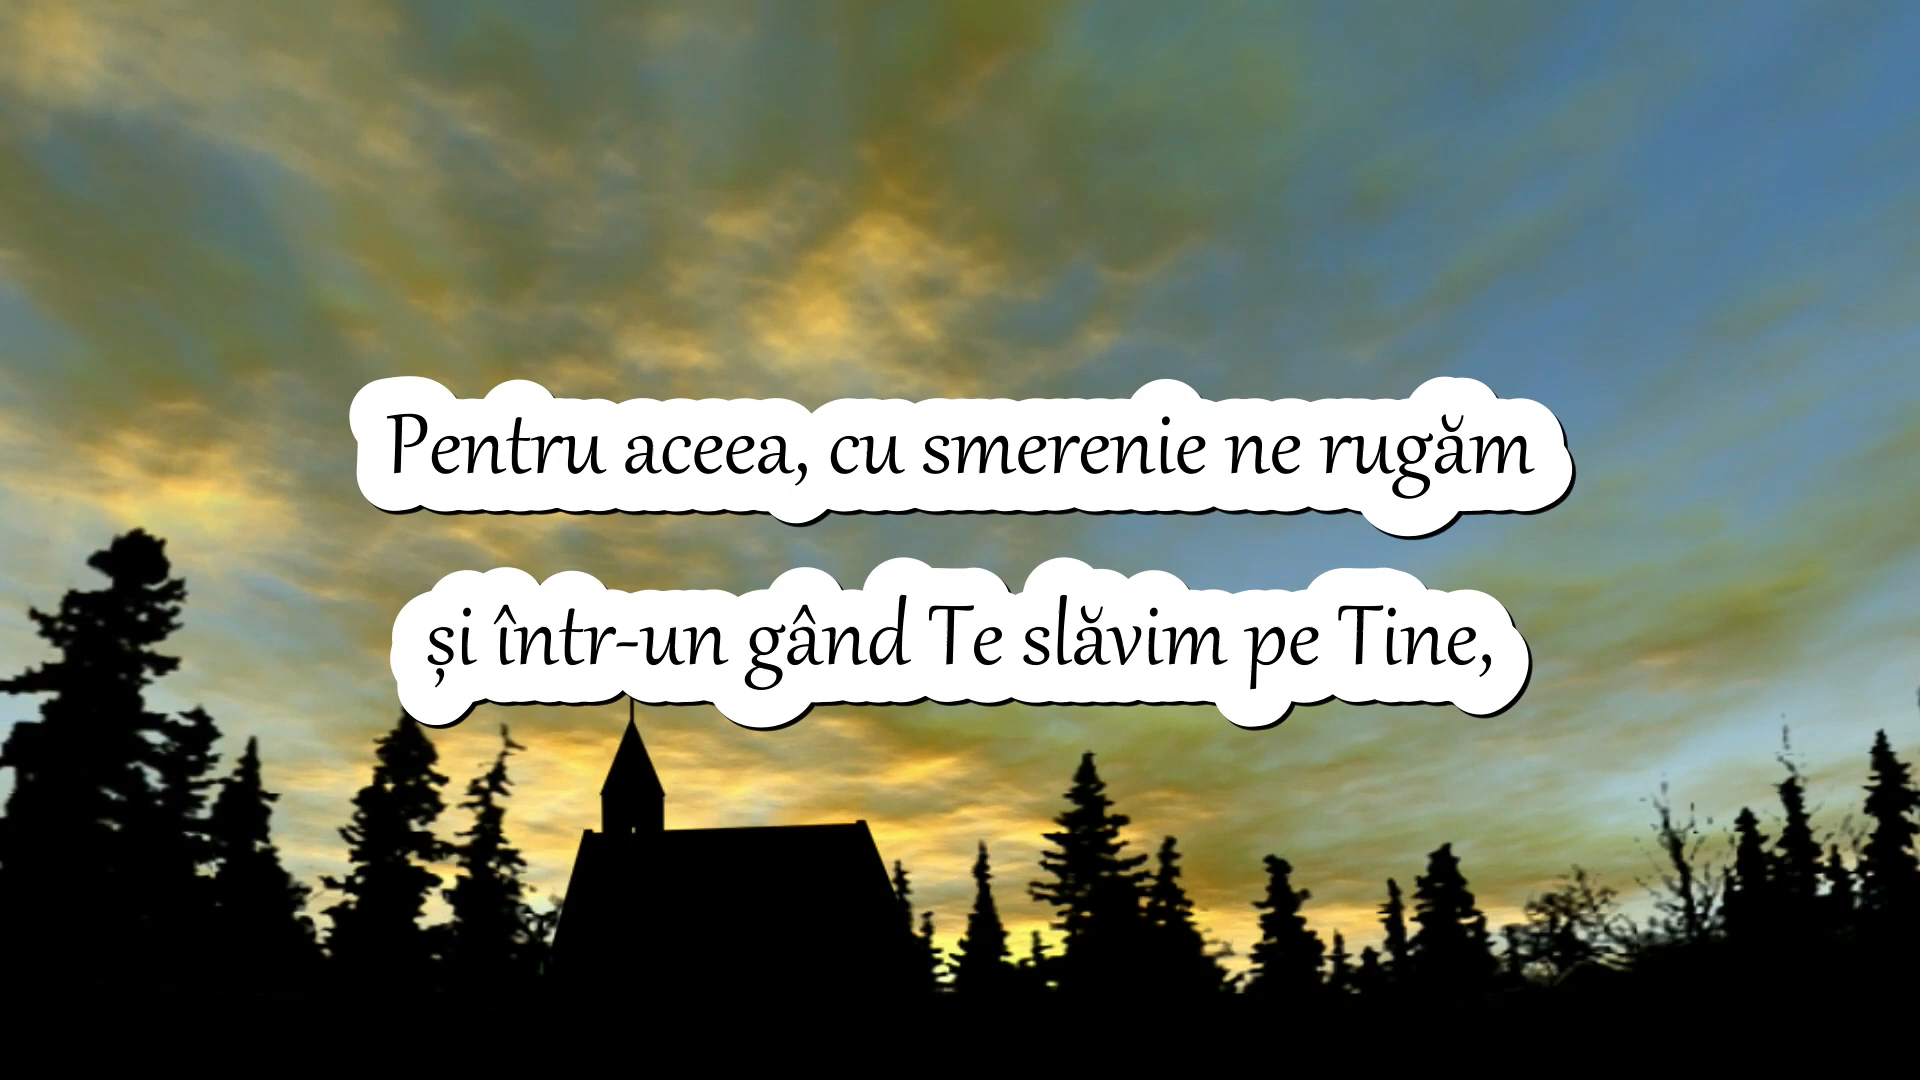 Pentru aceea, cu smerenie ne rugăm
și într-un gând Te slăvim pe Tine,